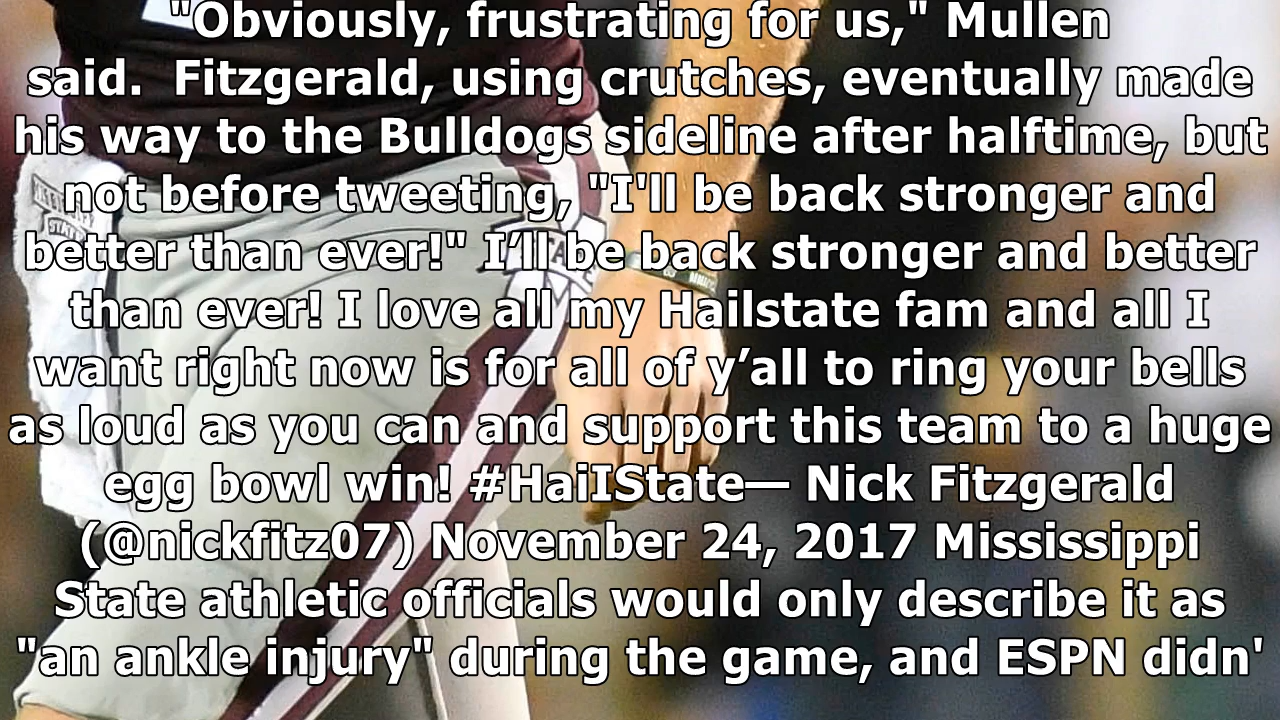 "Obviously, frustrating for us," Mullen
said.  Fitzgerald, using crutches, eventually made
his way to the Bulldogs sideline after halftime, but
not before tweeting, "I'll be back stronger and
better than ever!" I’ll be back stronger and better
than ever! I love all my Hailstate fam and all I
want right now is for all of y’all to ring your bells
as loud as you can and support this team to a huge
egg bowl win! #HaiIState— Nick Fitzgerald
(@nickfitz07) November 24, 2017 Mississippi
State athletic officials would only describe it as
"an ankle injury" during the game, and ESPN didn'
STATE